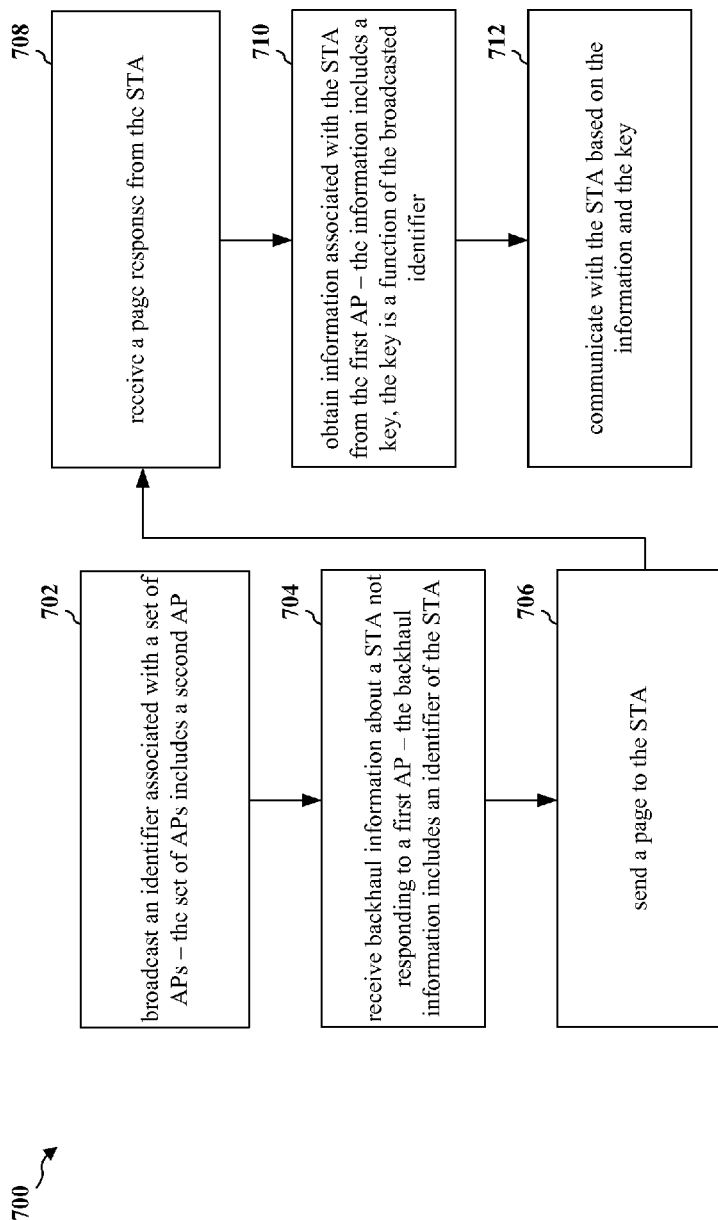 700
702
broadcast an identifier associated with a set of
APs – the set of APs includes a second AP
704
receive backhaul information about a STA not
responding to a first AP – the backhaul
information includes an identifier of the STA
706
send a page to the STA
708
receive a page response from the STA
710
obtain information associated with the STA
from the first AP – the information includes a
key, the key is a function of the broadcasted
identifier
712
communicate with the STA based on the
information and the key